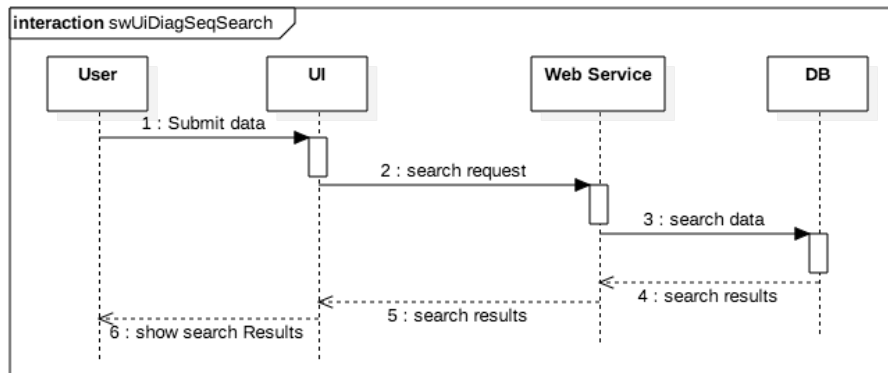 interaction swUiDiagSeqSearch
User
UI
Web Service
DB
1 : Submit data
2 : search request
3 : search data
4 : search results
5 : search results
6 : show search Results